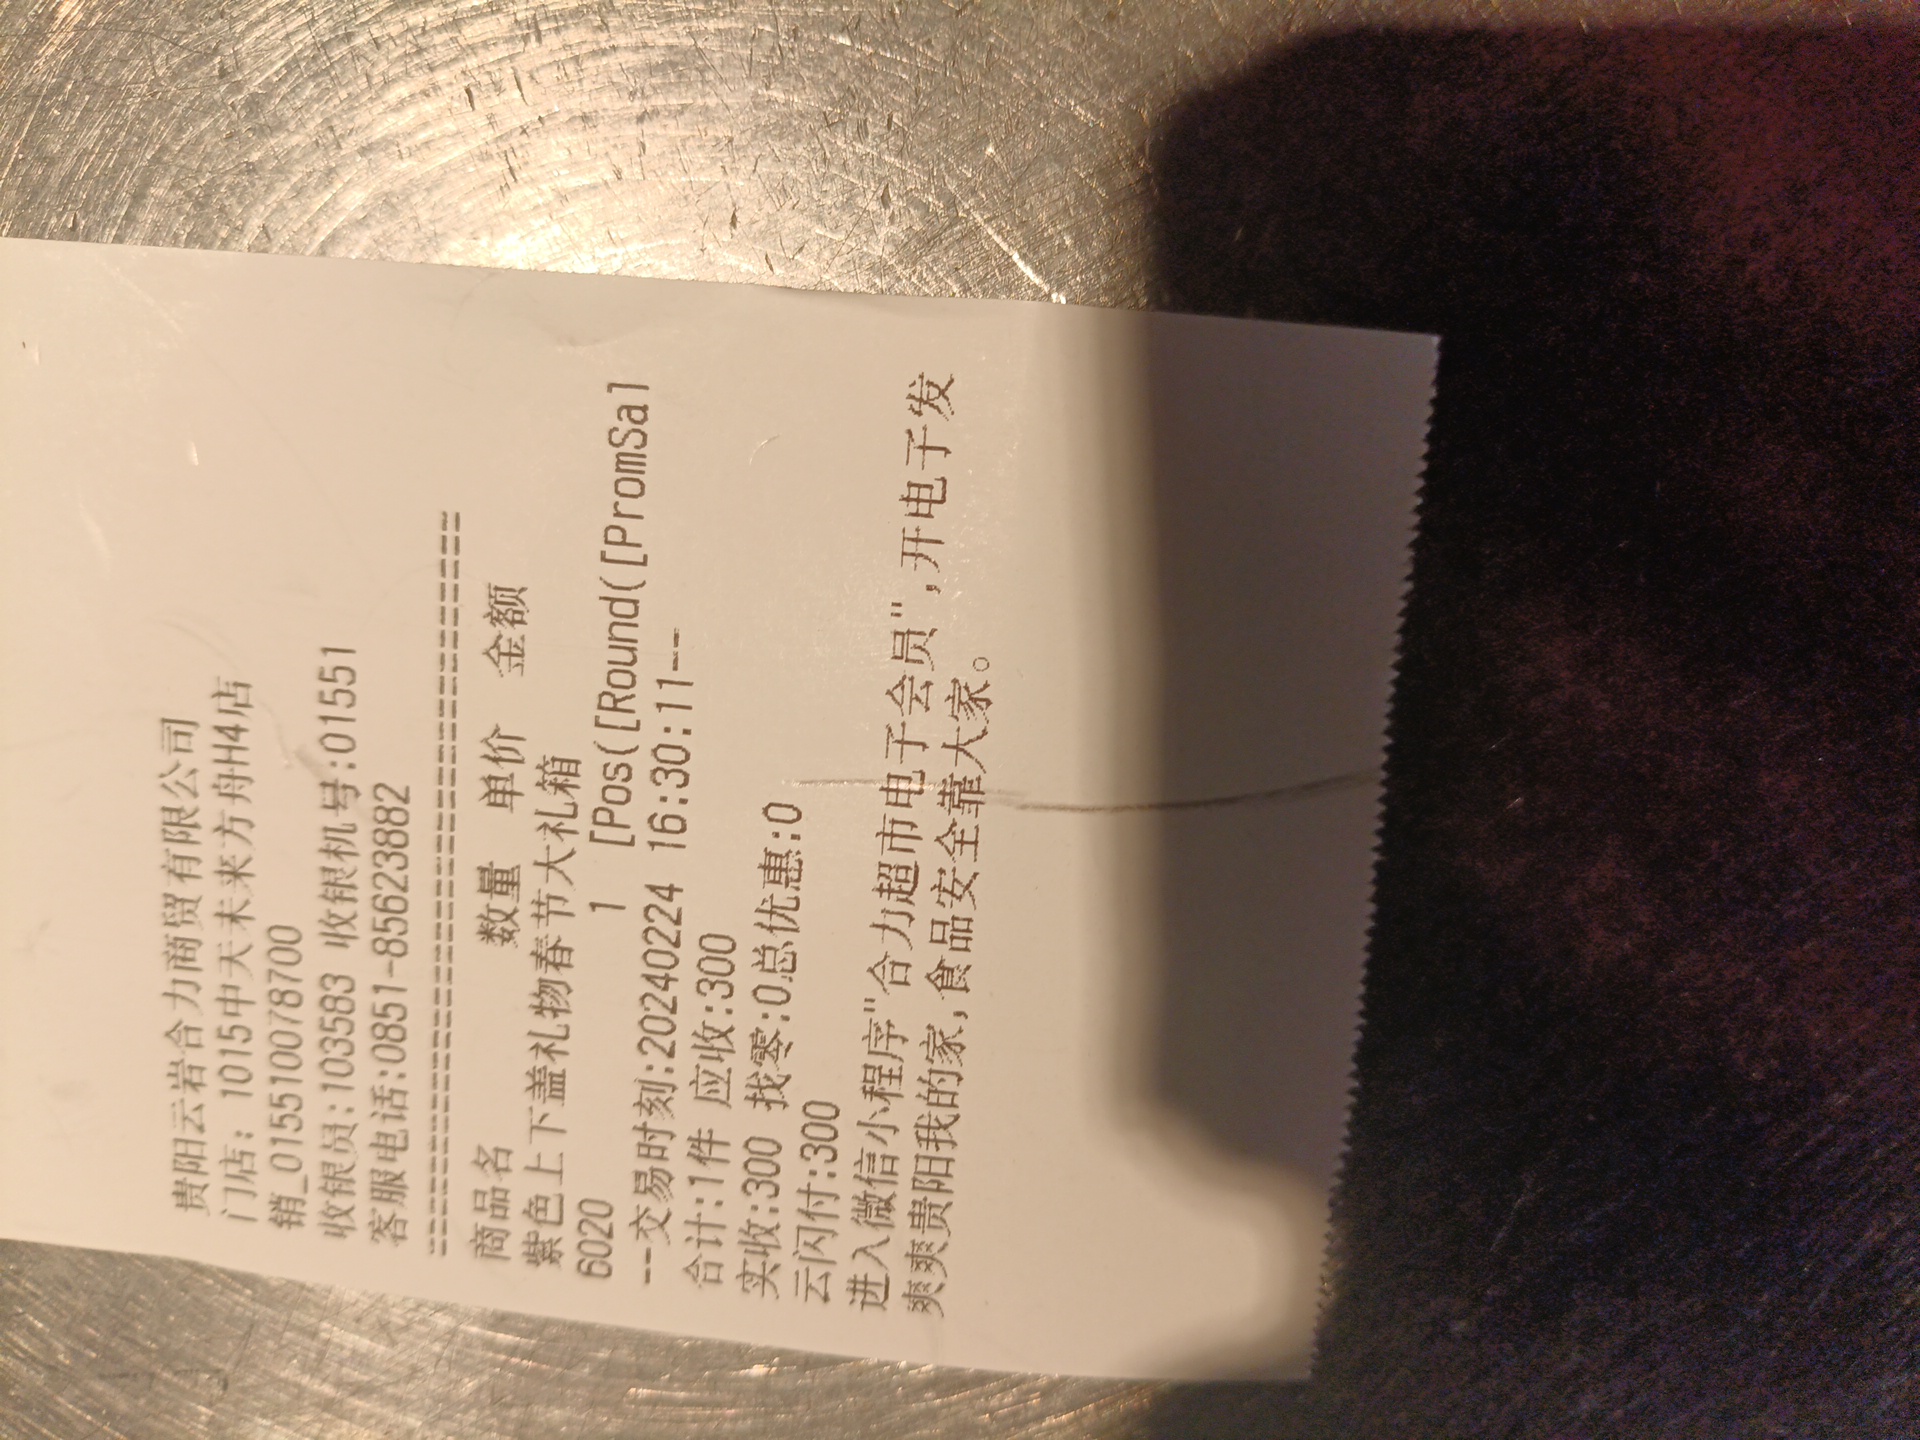 贵阳云岩合力商贸有限公司
门店: 1015中天未来方舟H4店
销_015510078700
收银员:103583 收银机号:01551
客服电话:0851-85623882
==========================================
商品名 数量 单价 金额
紫色上下盖礼物春节大礼箱
6020 1 [Pos([Round([PromSal
--交易时刻:20240224 16:30:11--
合计:1件 应收:300
实收:300 找零:0总优惠:0
云闪付:300
进入微信小程序"合力超市电子会员",开电子发
爽爽贵阳我的家,食品安全靠大家。